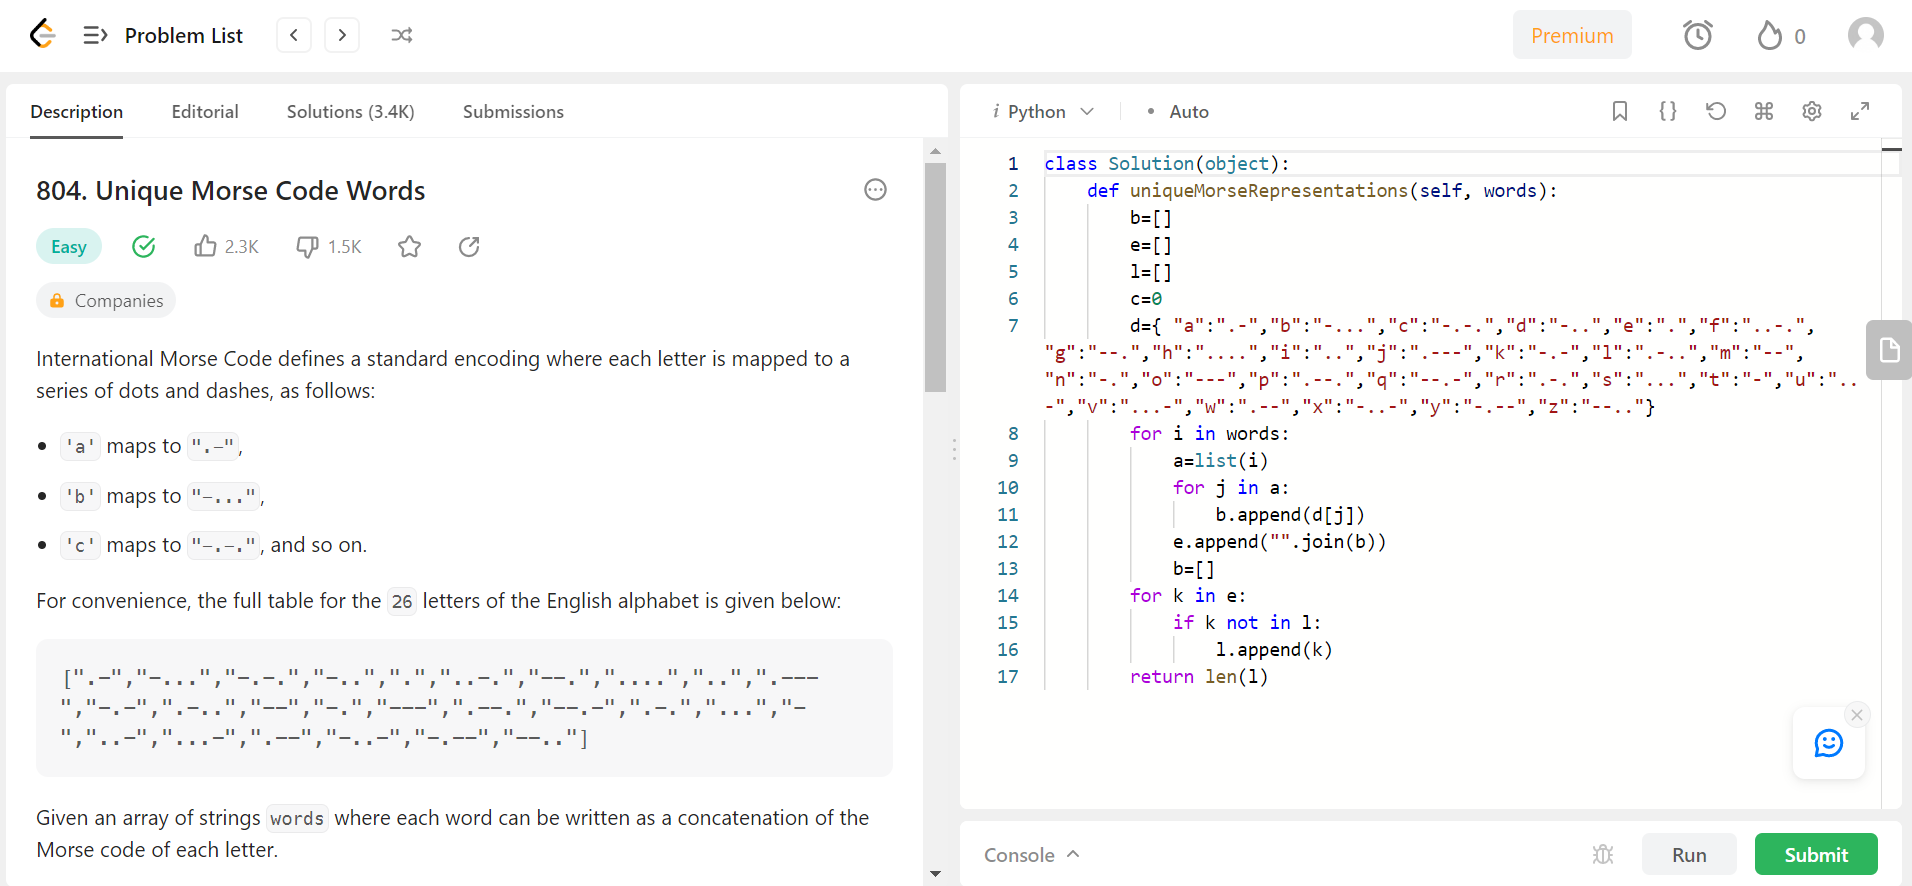 Problem List
Premium
0
Description Editorial Solutions (3.4K) Submissions
804. Unique Morse Code Words
Easy 2.3K 1.5K
Companies
International Morse Code defines a standard encoding where each letter is mapped to a
series of dots and dashes, as follows:
• 'a' maps to ".-",
• 'b' maps to "-...",
• 'c' maps to "-.-.", and so on.
For convenience, the full table for the 26 letters of the English alphabet is given below:
[".-","-...","-.-.","-..",".","..-.","--.","....","..",".---
","-.-",".-..","--","-.","---",".--.","--.-",".-.","...","-
","..-","...-",".--","-..-","-.--","--.."]
Given an array of strings words where each word can be written as a concatenation of the
Morse code of each letter.
i Python • Auto
1 class Solution(object):
2     def uniqueMorseRepresentations(self, words):
3         b=[]
4         e=[]
5         l=[]
6         c=0
7         d={ "a":".-","b":"-...","c":"-.-.","d":"-..","e":".","f":"..-.",
"g":"--.","h":"....","i":"..","j":".---","k":"-.-","l":".-..","m":"--",
"n":"-.","o":"---","p":".--.","q":"--.-","r":".-.","s":"...","t":"-","u":"..
-","v":"...-","w":".--","x":"-..-","y":"-.--","z":"--.."}
8         for i in words:
9             a=list(i)
10             for j in a:
11                 b.append(d[j])
12             e.append("".join(b))
13             b=[]
14         for k in e:
15             if k not in l:
16                 l.append(k)
17         return len(l)
Console
Run
Submit